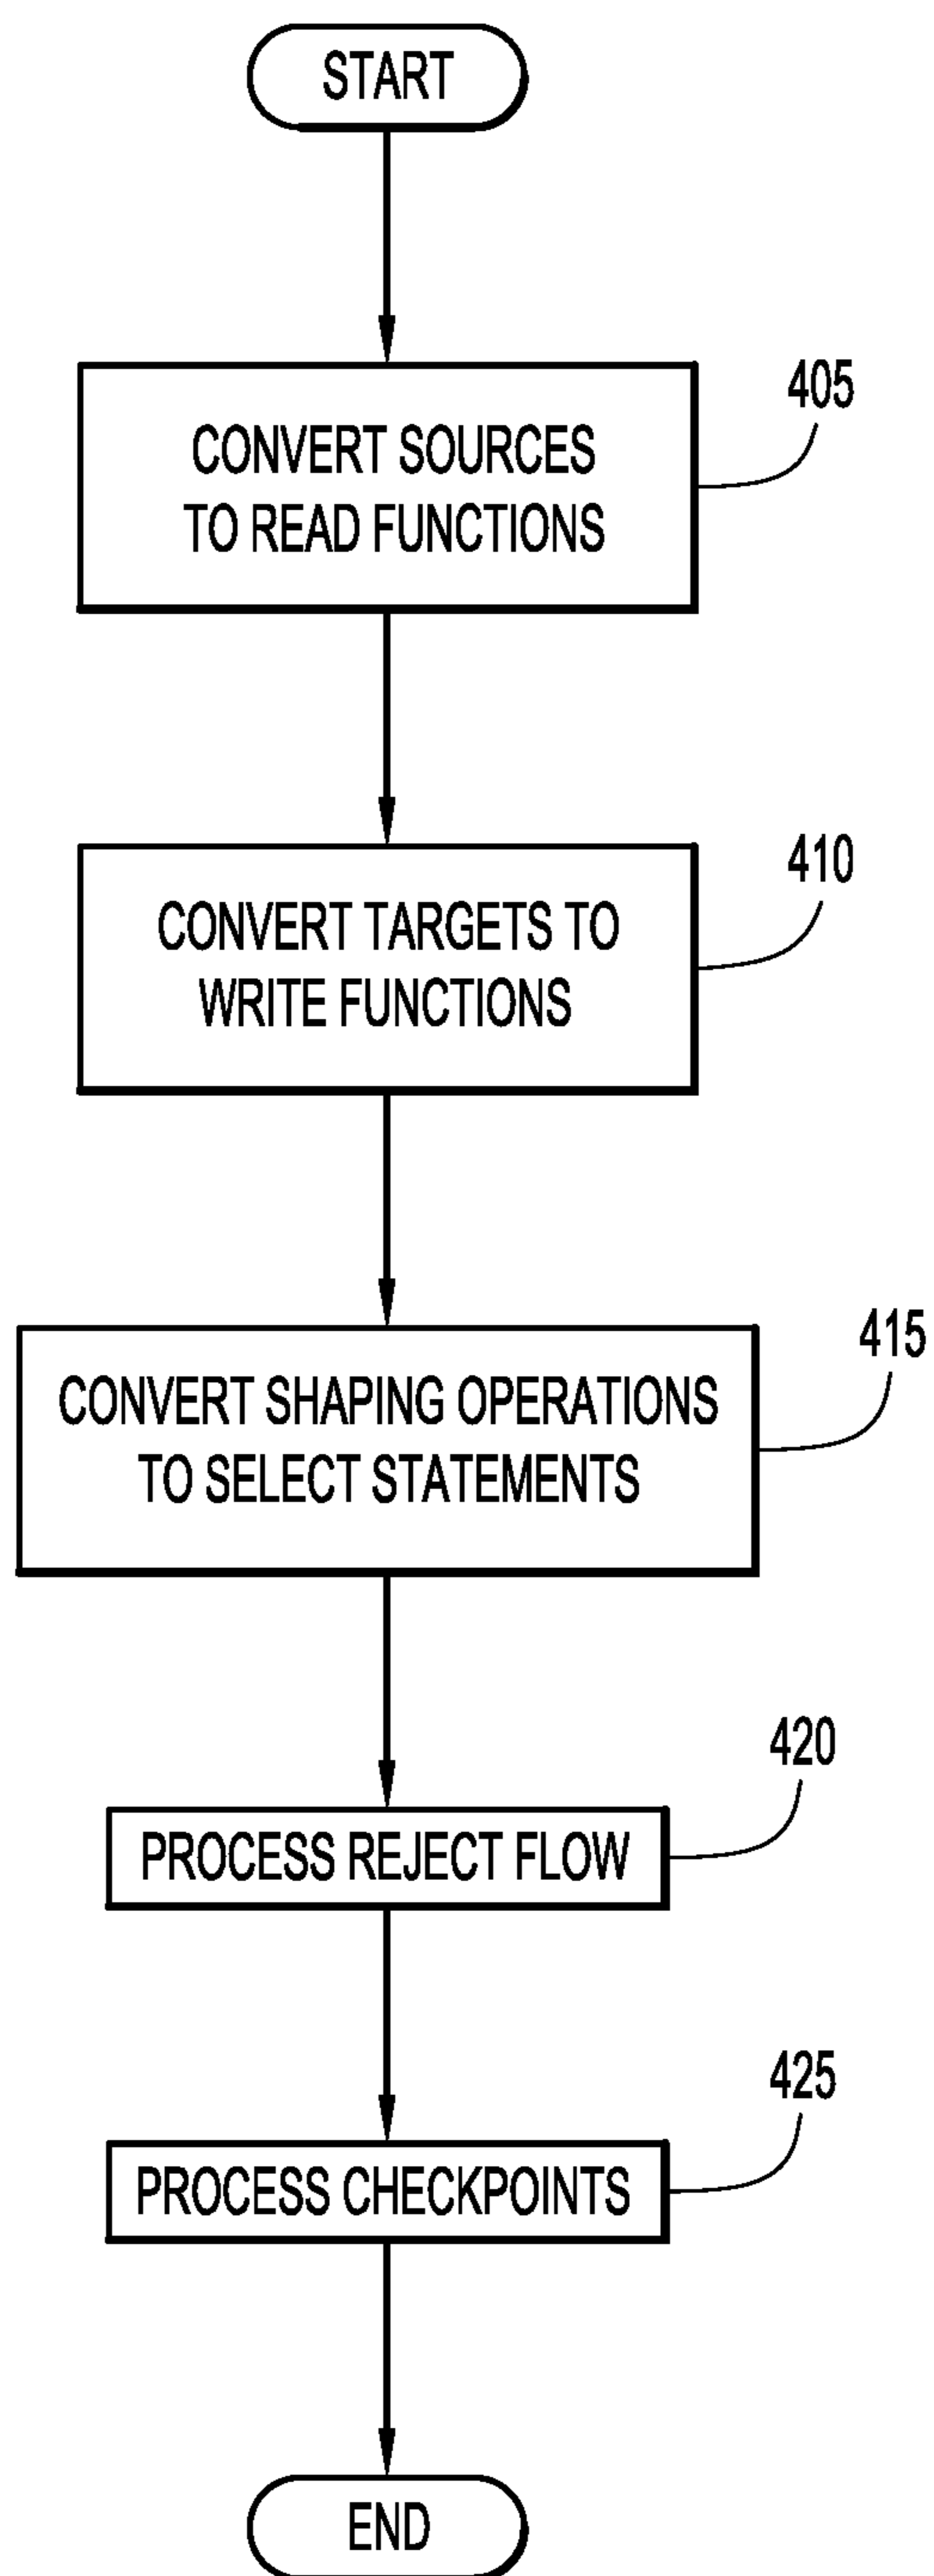 START
405
CONVERT SOURCES
TO READ FUNCTIONS
410
CONVERT TARGETS TO
WRITE FUNCTIONS
415
CONVERT SHAPING OPERATIONS
TO SELECT STATEMENTS
420
PROCESS REJECT FLOW
425
PROCESS CHECKPOINTS
END